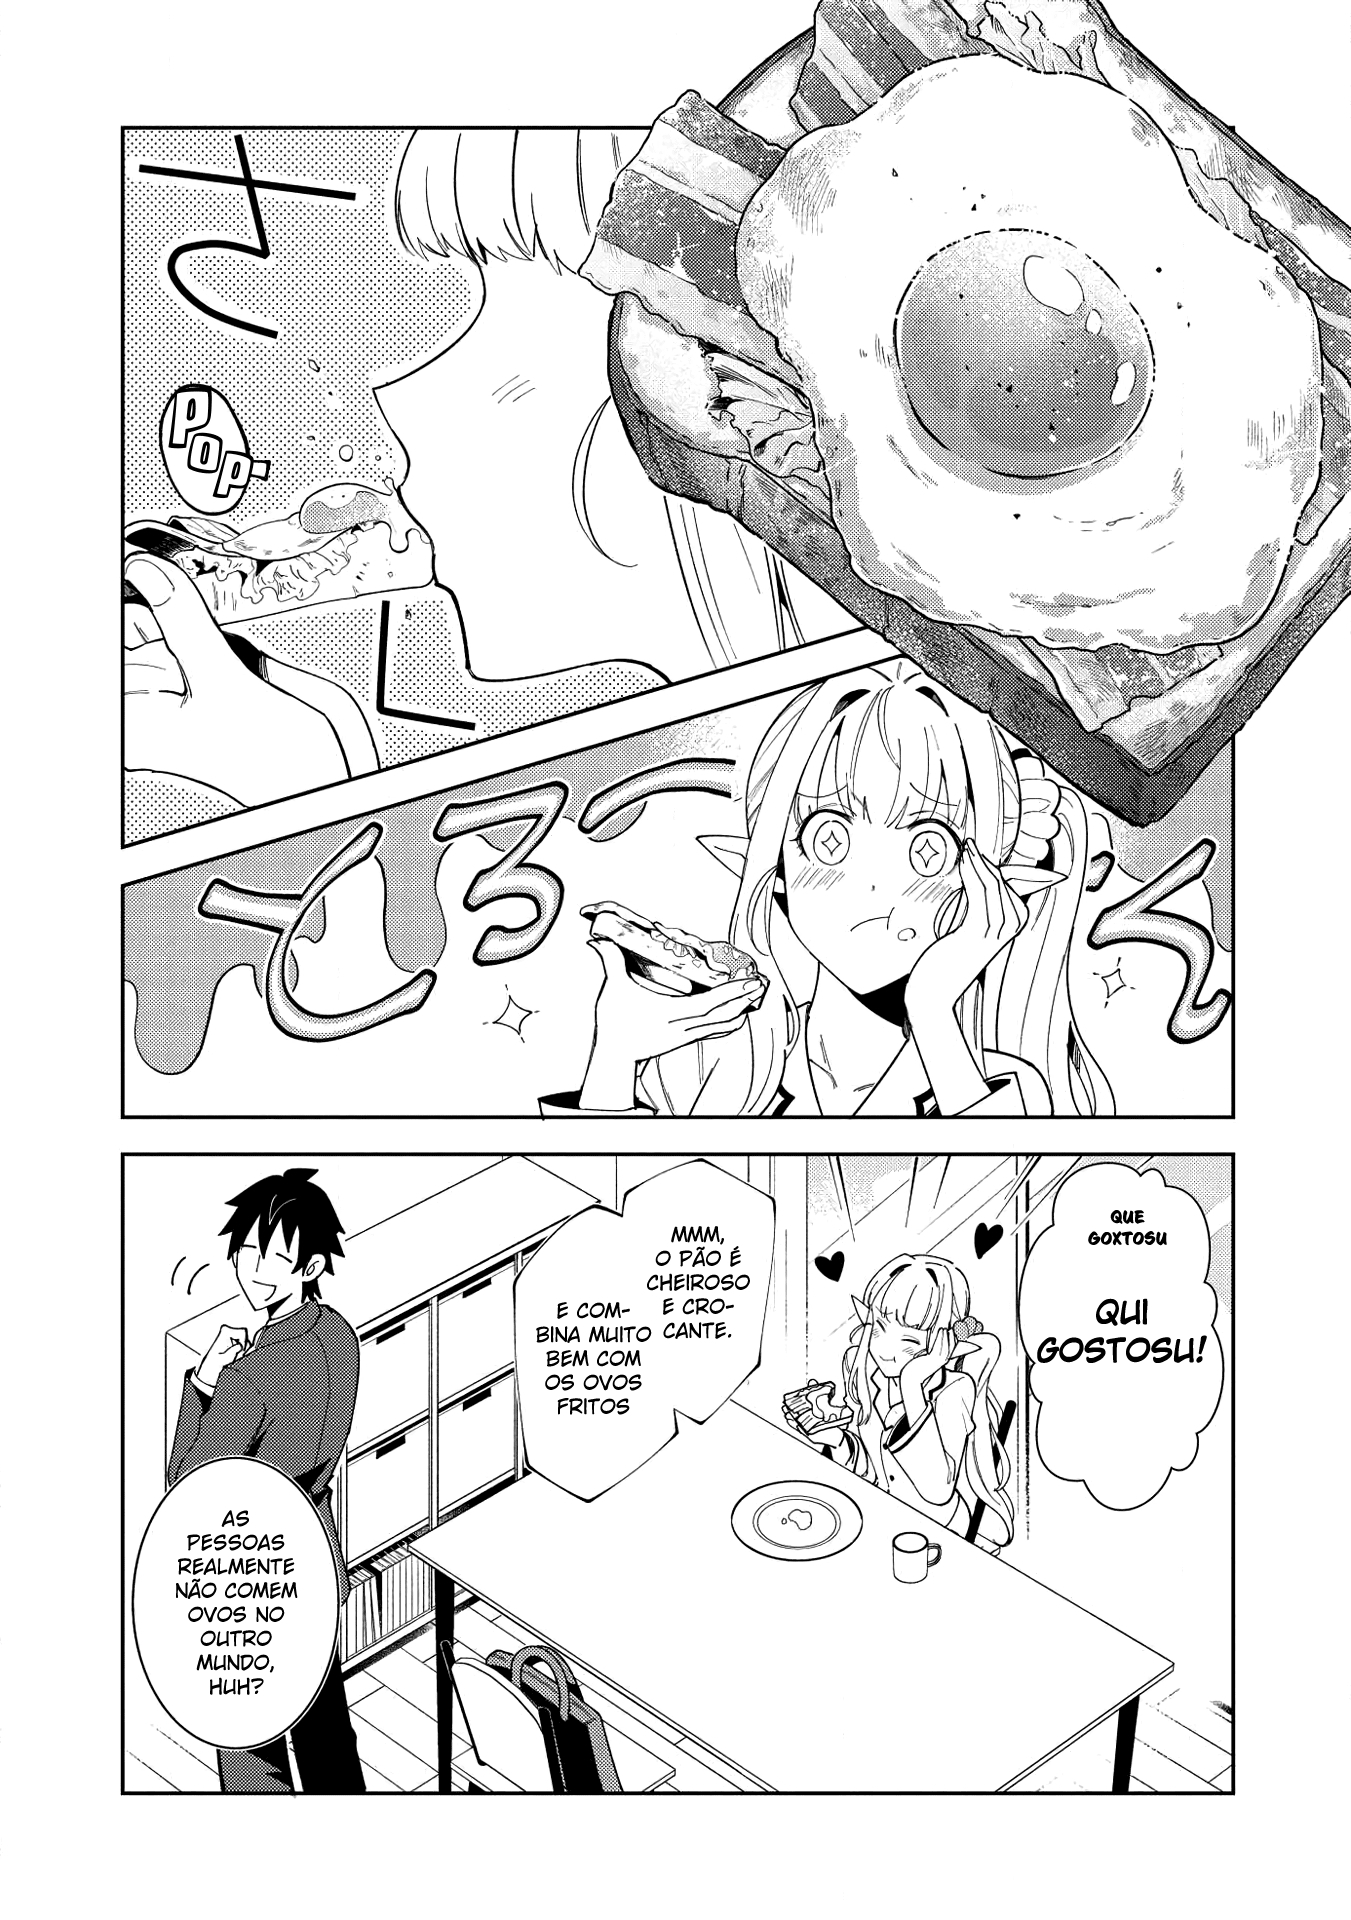 さ
く
POP
とろっ
QUE
GOXTOSU
QUI
GOSTOSU!
MMM,
O PÃO É
CHEIROSO
E CRO-
CANTE.
E COM-
BINA MUITO
BEM COM
OS OVOS
FRITOS
AS
PESSOAS
REALMENTE
NÃO COMEM
OVOS NO
OUTRO
MUNDO,
HUH?